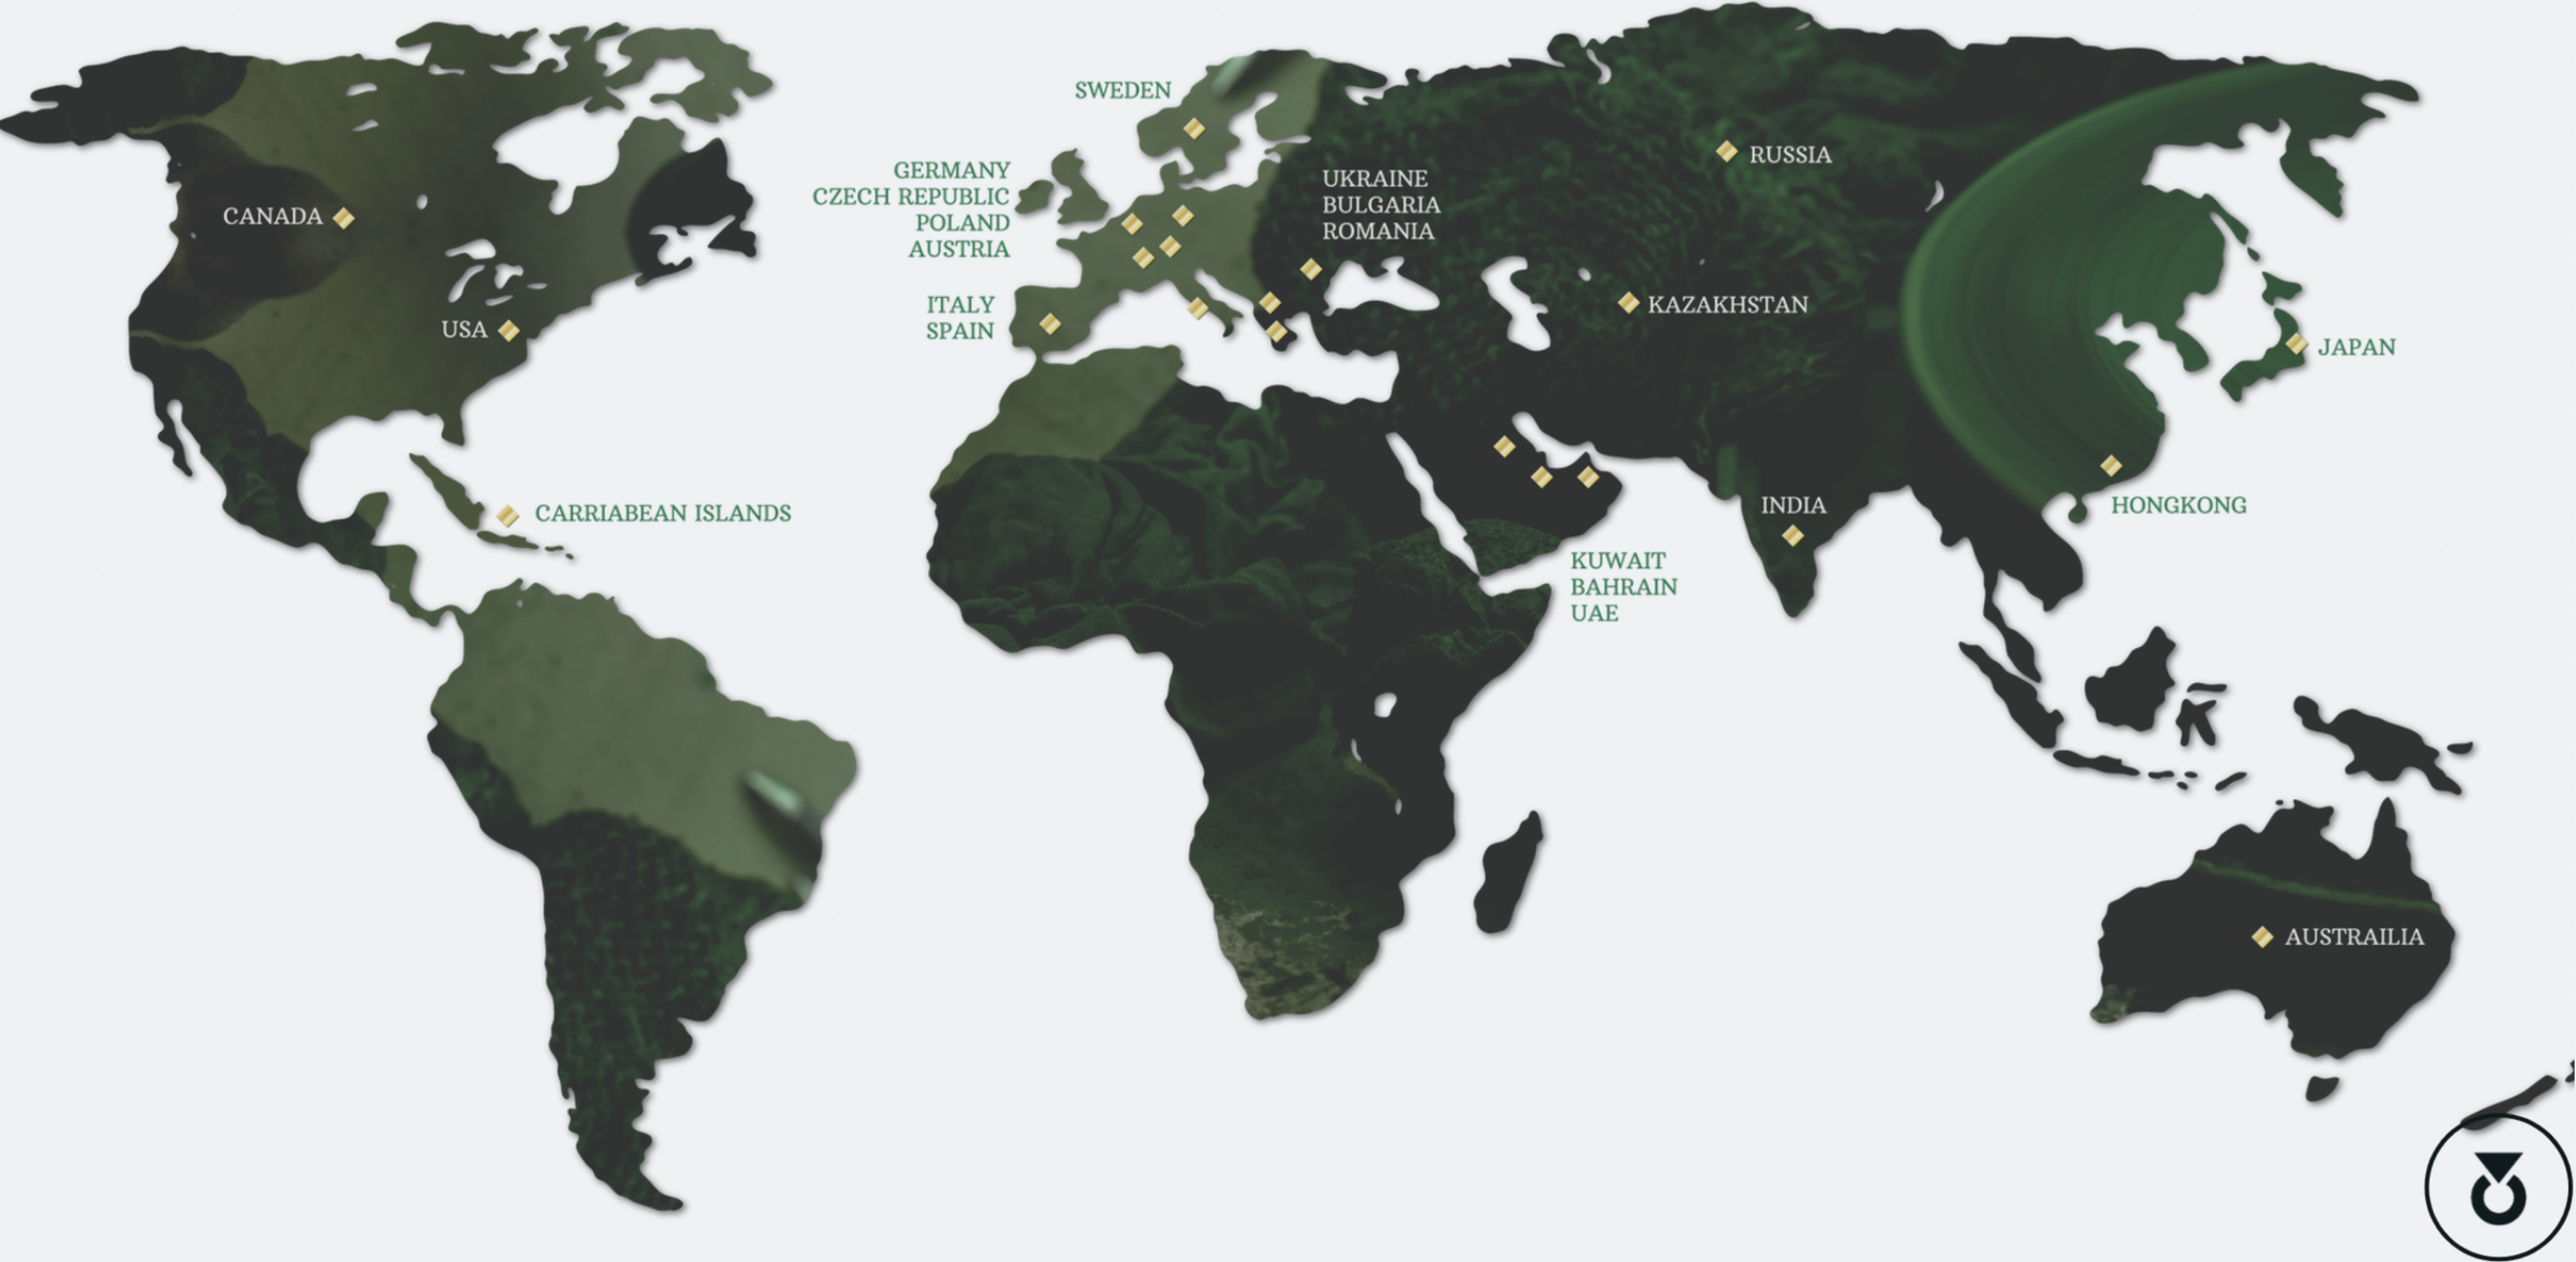 SWEDEN
GERMANY
CZECH REPUBLIC
POLAND
AUSTRIA
ITALY
SPAIN
UKRAINE
BULGARIA
ROMANIA
RUSSIA
CANADA
USA
KAZAKHSTAN
JAPAN
CARRIABEAN ISLANDS
INDIA
HONGKONG
KUWAIT
BAHRAIN
UAE
AUSTRAILIA